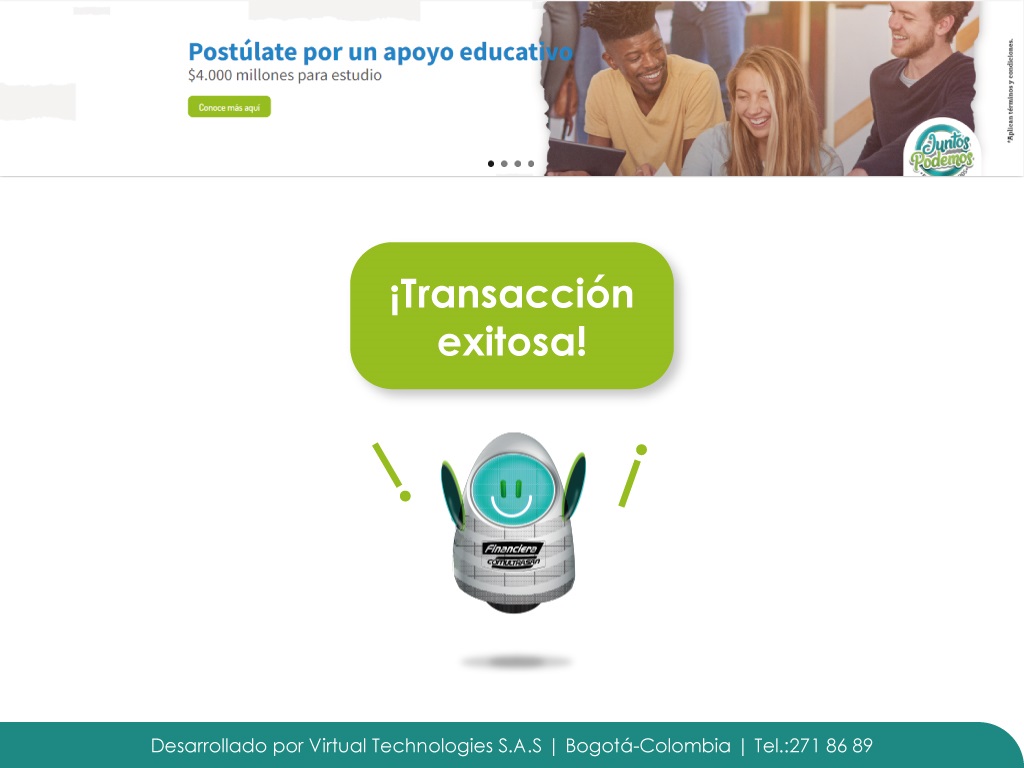 Postúlate por un apoyo educativo
$4.000 millones para estudio
Conoce más aquí
*Aplican términos y condiciones.
Juntos
Podemos
¡Transacción
exitosa!
Financiera
comultrasan
Desarrollado por Virtual Technologies S.A.S | Bogotá-Colombia | Tel.:271 86 89